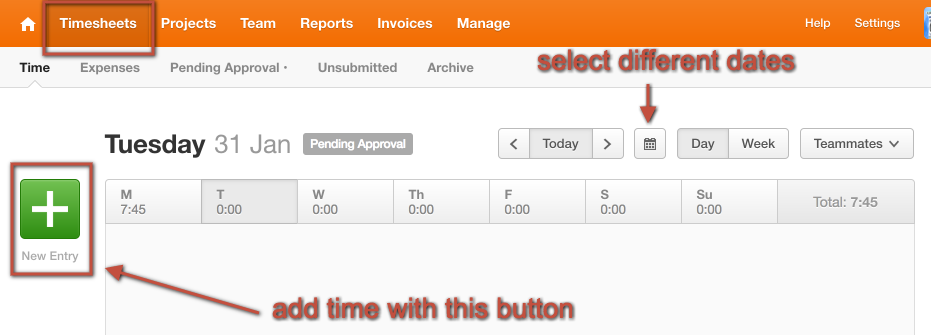 Timesheets Projects Team Reports Invoices Manage Help Settings
Time Expenses Pending Approval • Unsubmitted Archive
select different dates
Tuesday 31 Jan Pending Approval < Today > Day Week Teammates
M T W Th F S Su
7:45 0:00 0:00 0:00 0:00 0:00 0:00 Total: 7:45
New Entry
add time with this button